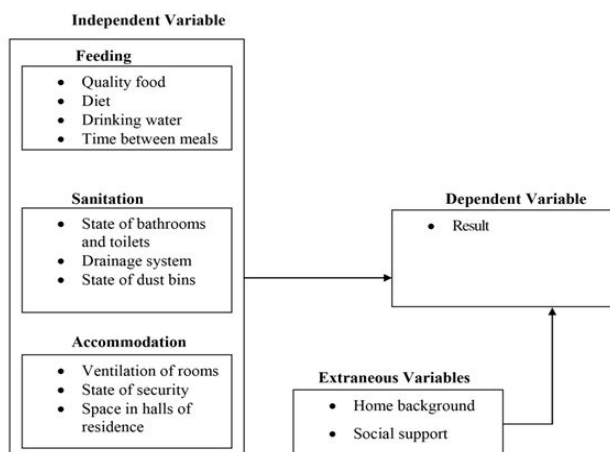 Independent Variable
Feeding
• Quality food
• Diet
• Drinking water
• Time between meals
Sanitation
• State of bathrooms
and toilets
• Drainage system
• State of dust bins
Accommodation
• Ventilation of rooms
• State of security
• Space in halls of
residence
Dependent Variable
• Result
Extraneous Variables
• Home background
• Social support